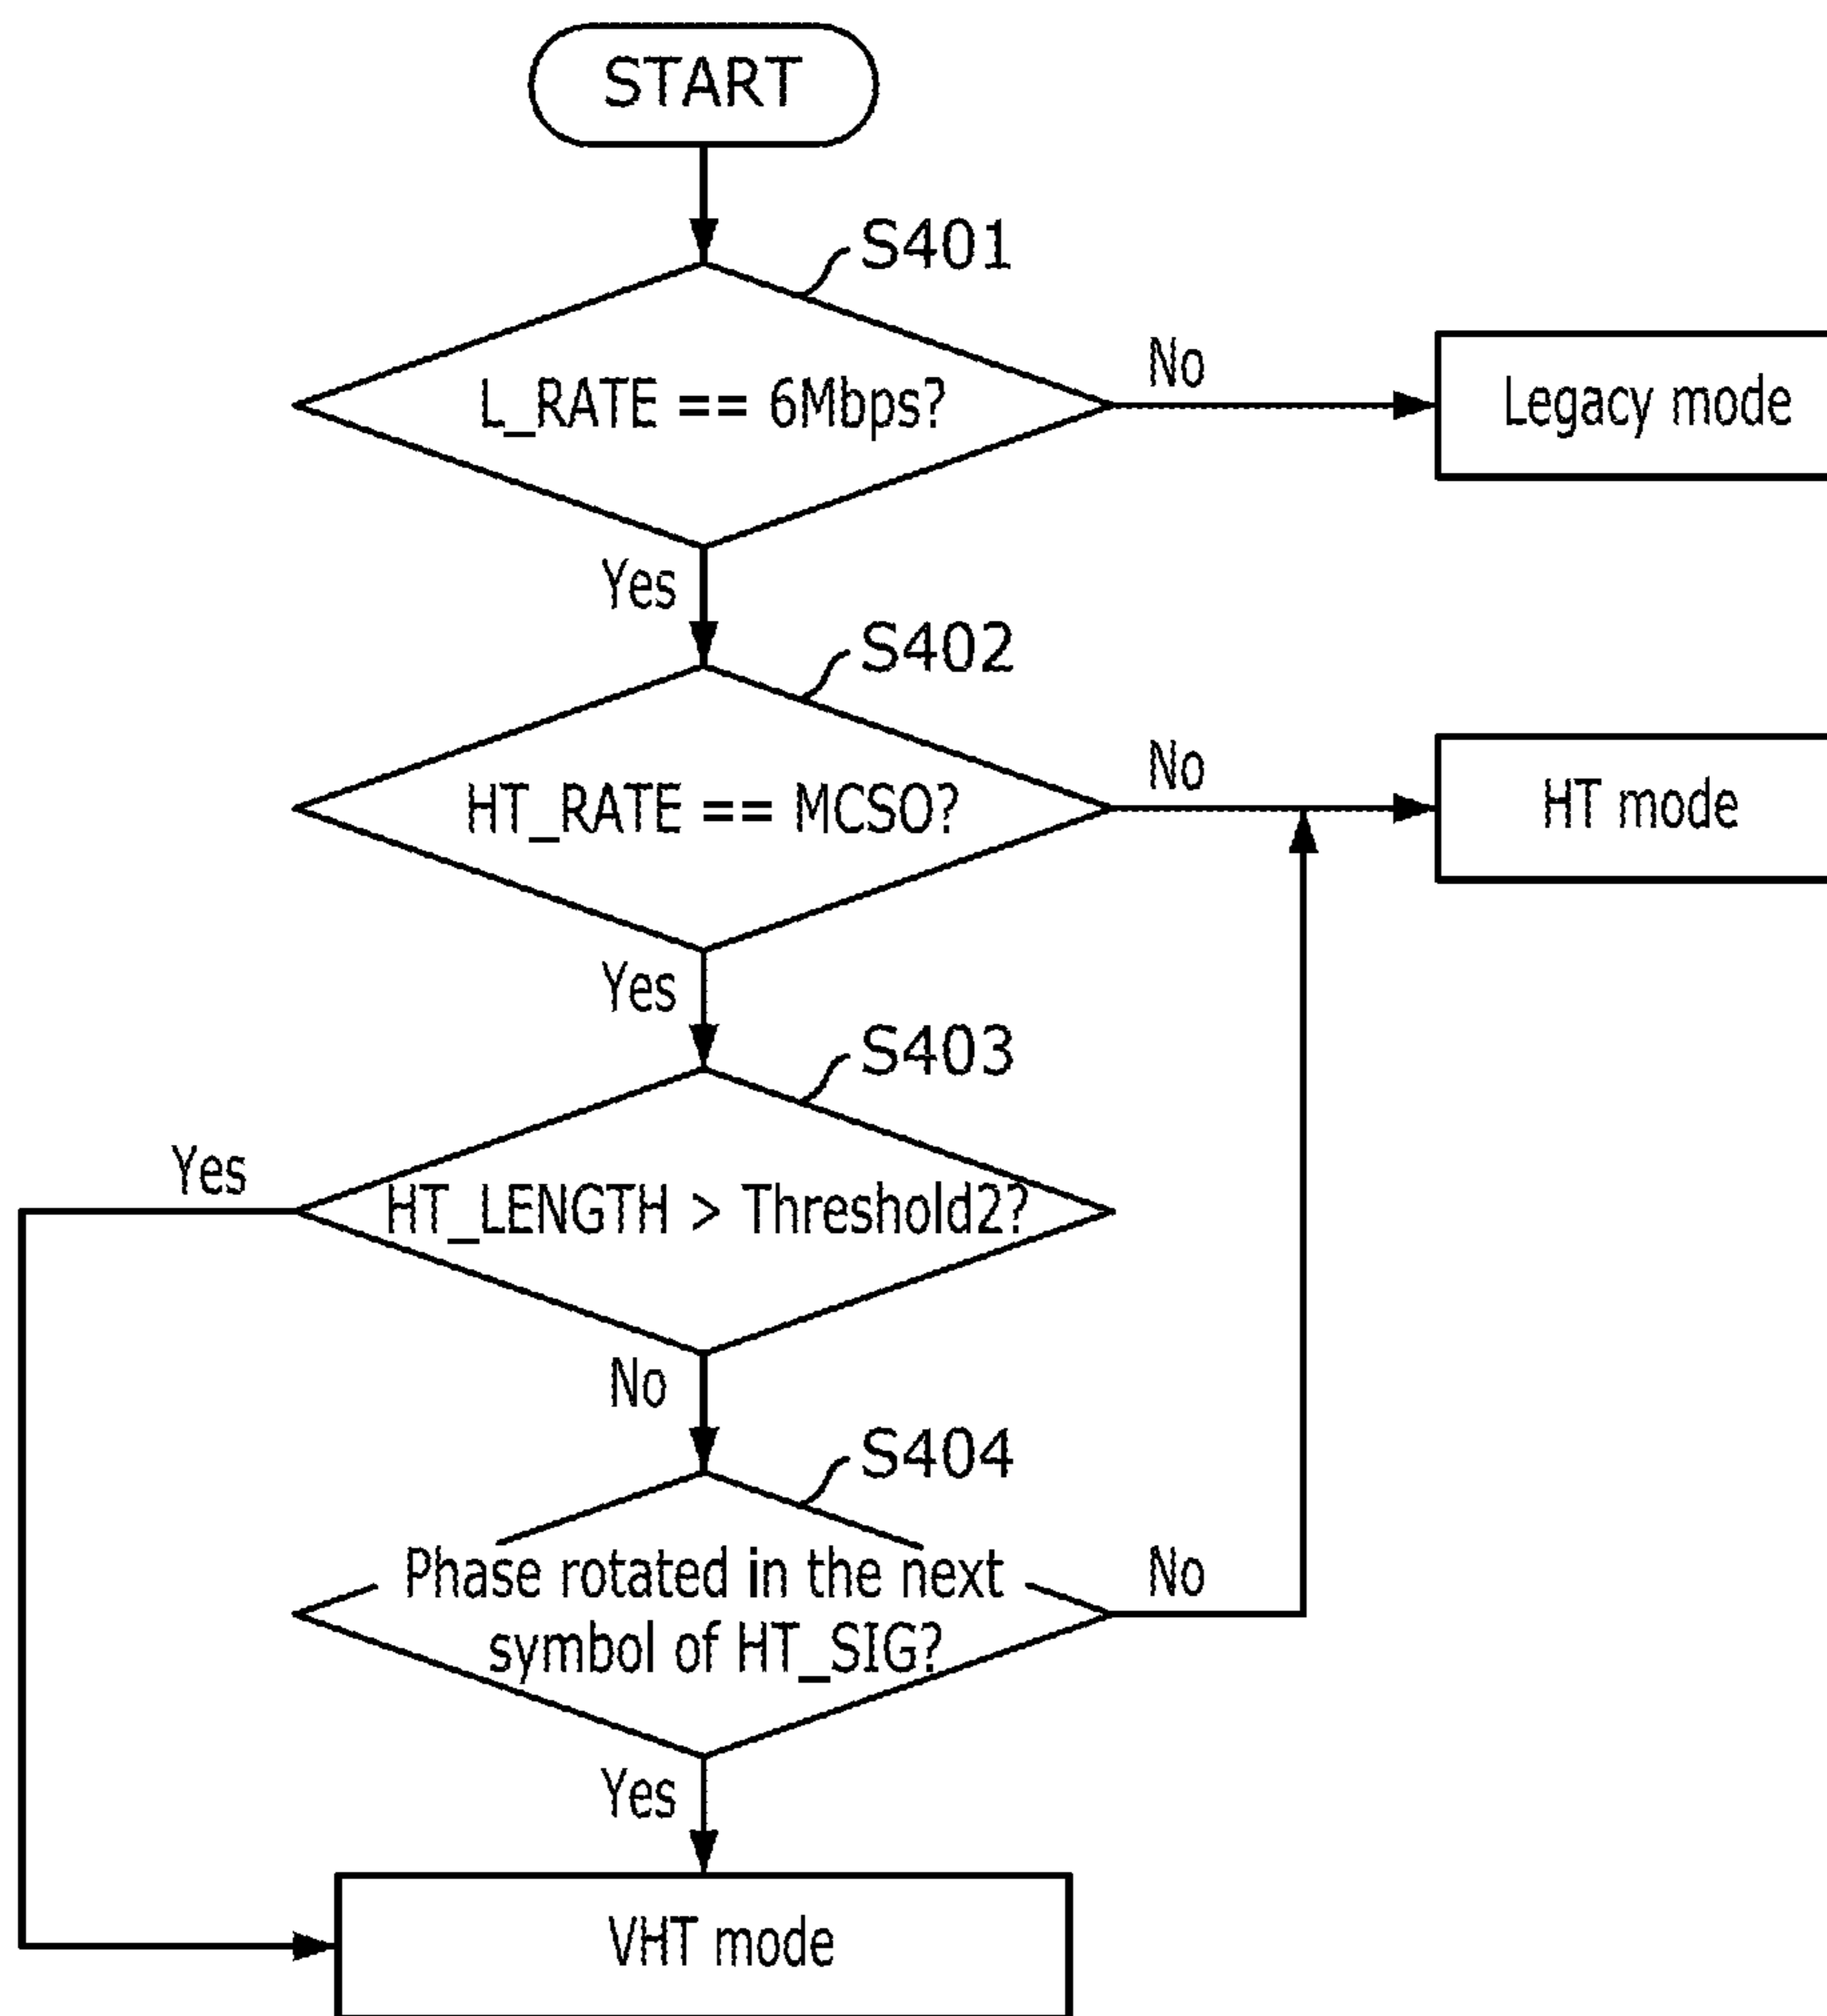 START
S401
L_RATE == 6Mbps?
No
Legacy mode
Yes
S402
HT_RATE == MCSO?
No
HT mode
Yes
S403
Yes
HT_LENGTH > Threshold2?
No
S404
Phase rotated in the next
symbol of HT_SIG?
No
Yes
VHT mode